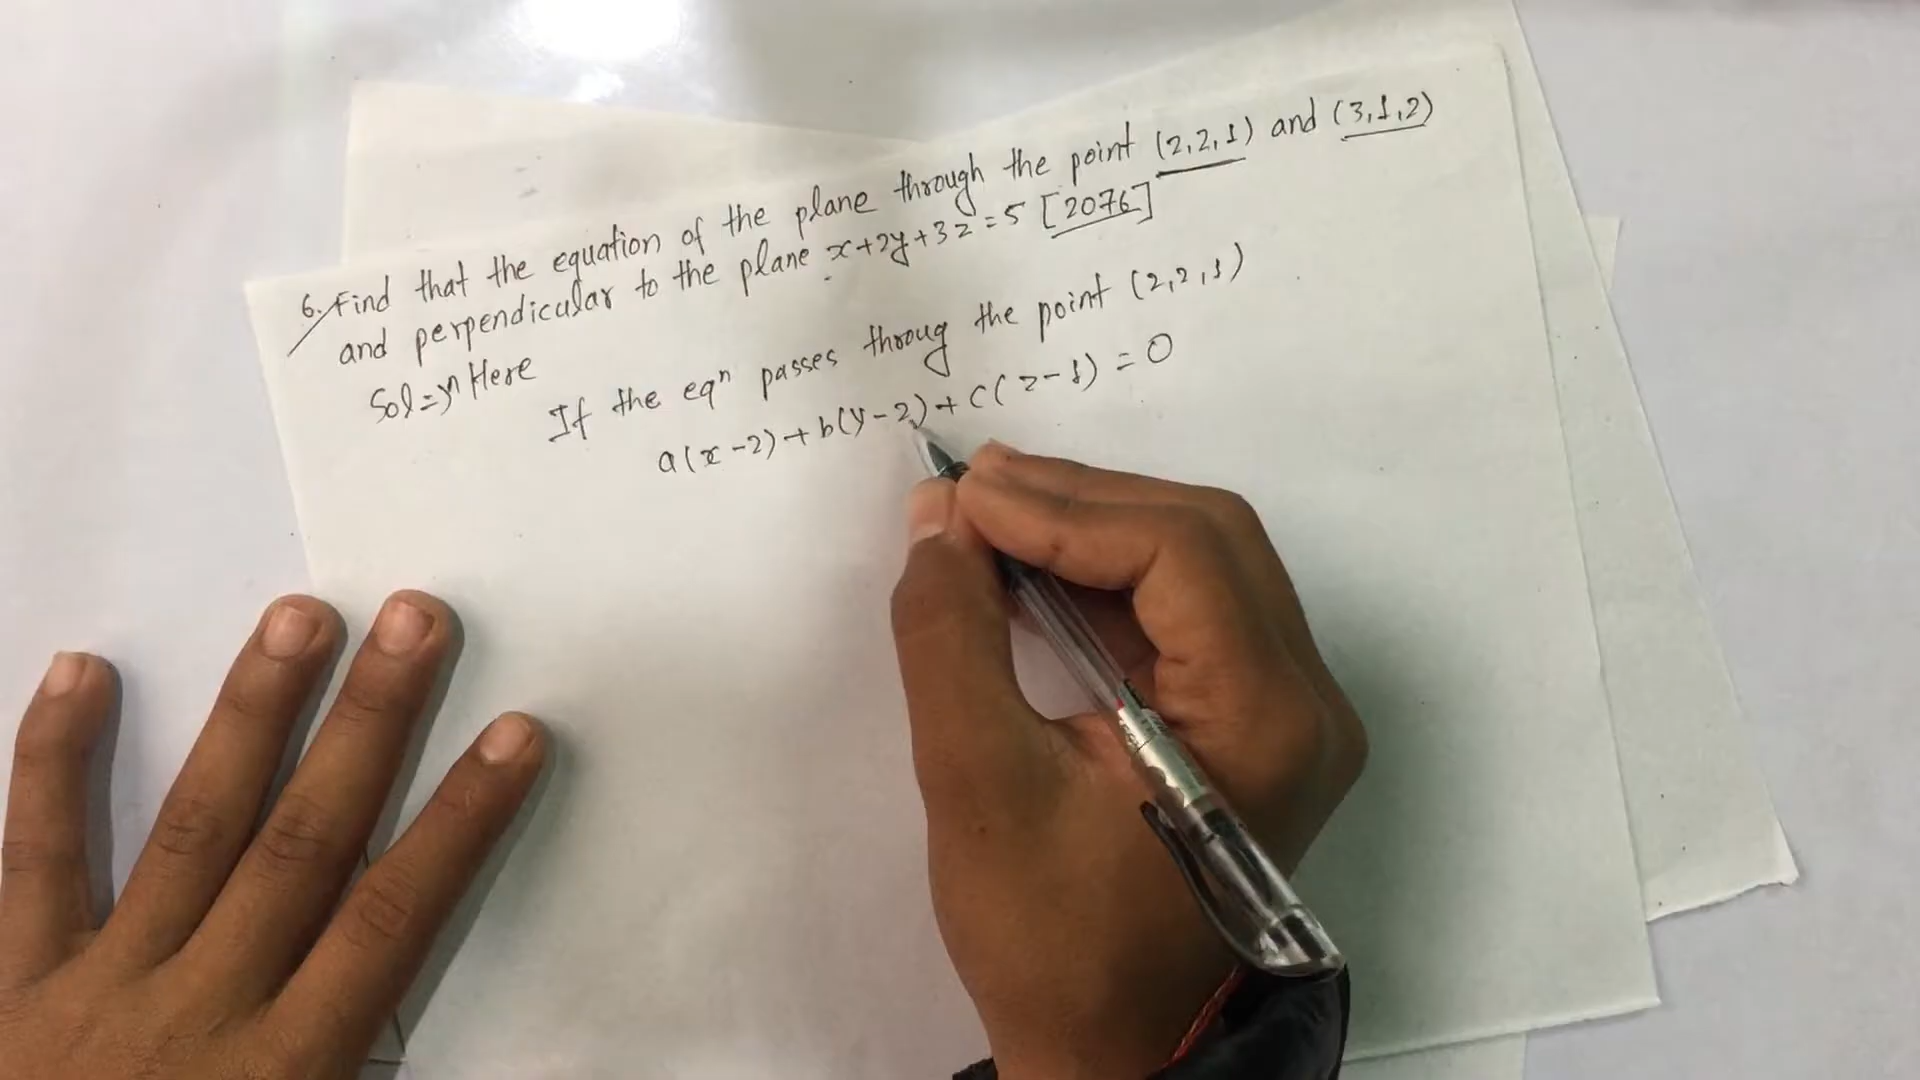 6. Find that the equation of the plane through the point (2,2,1) and (3,1,2)
and perpendicular to the plane x+2y+3z=5 [2076]
Sol=yn Here
If the eqn passes throug the point (2,2,1)
a(x-2)+b(y-2)+c(z-1)=0